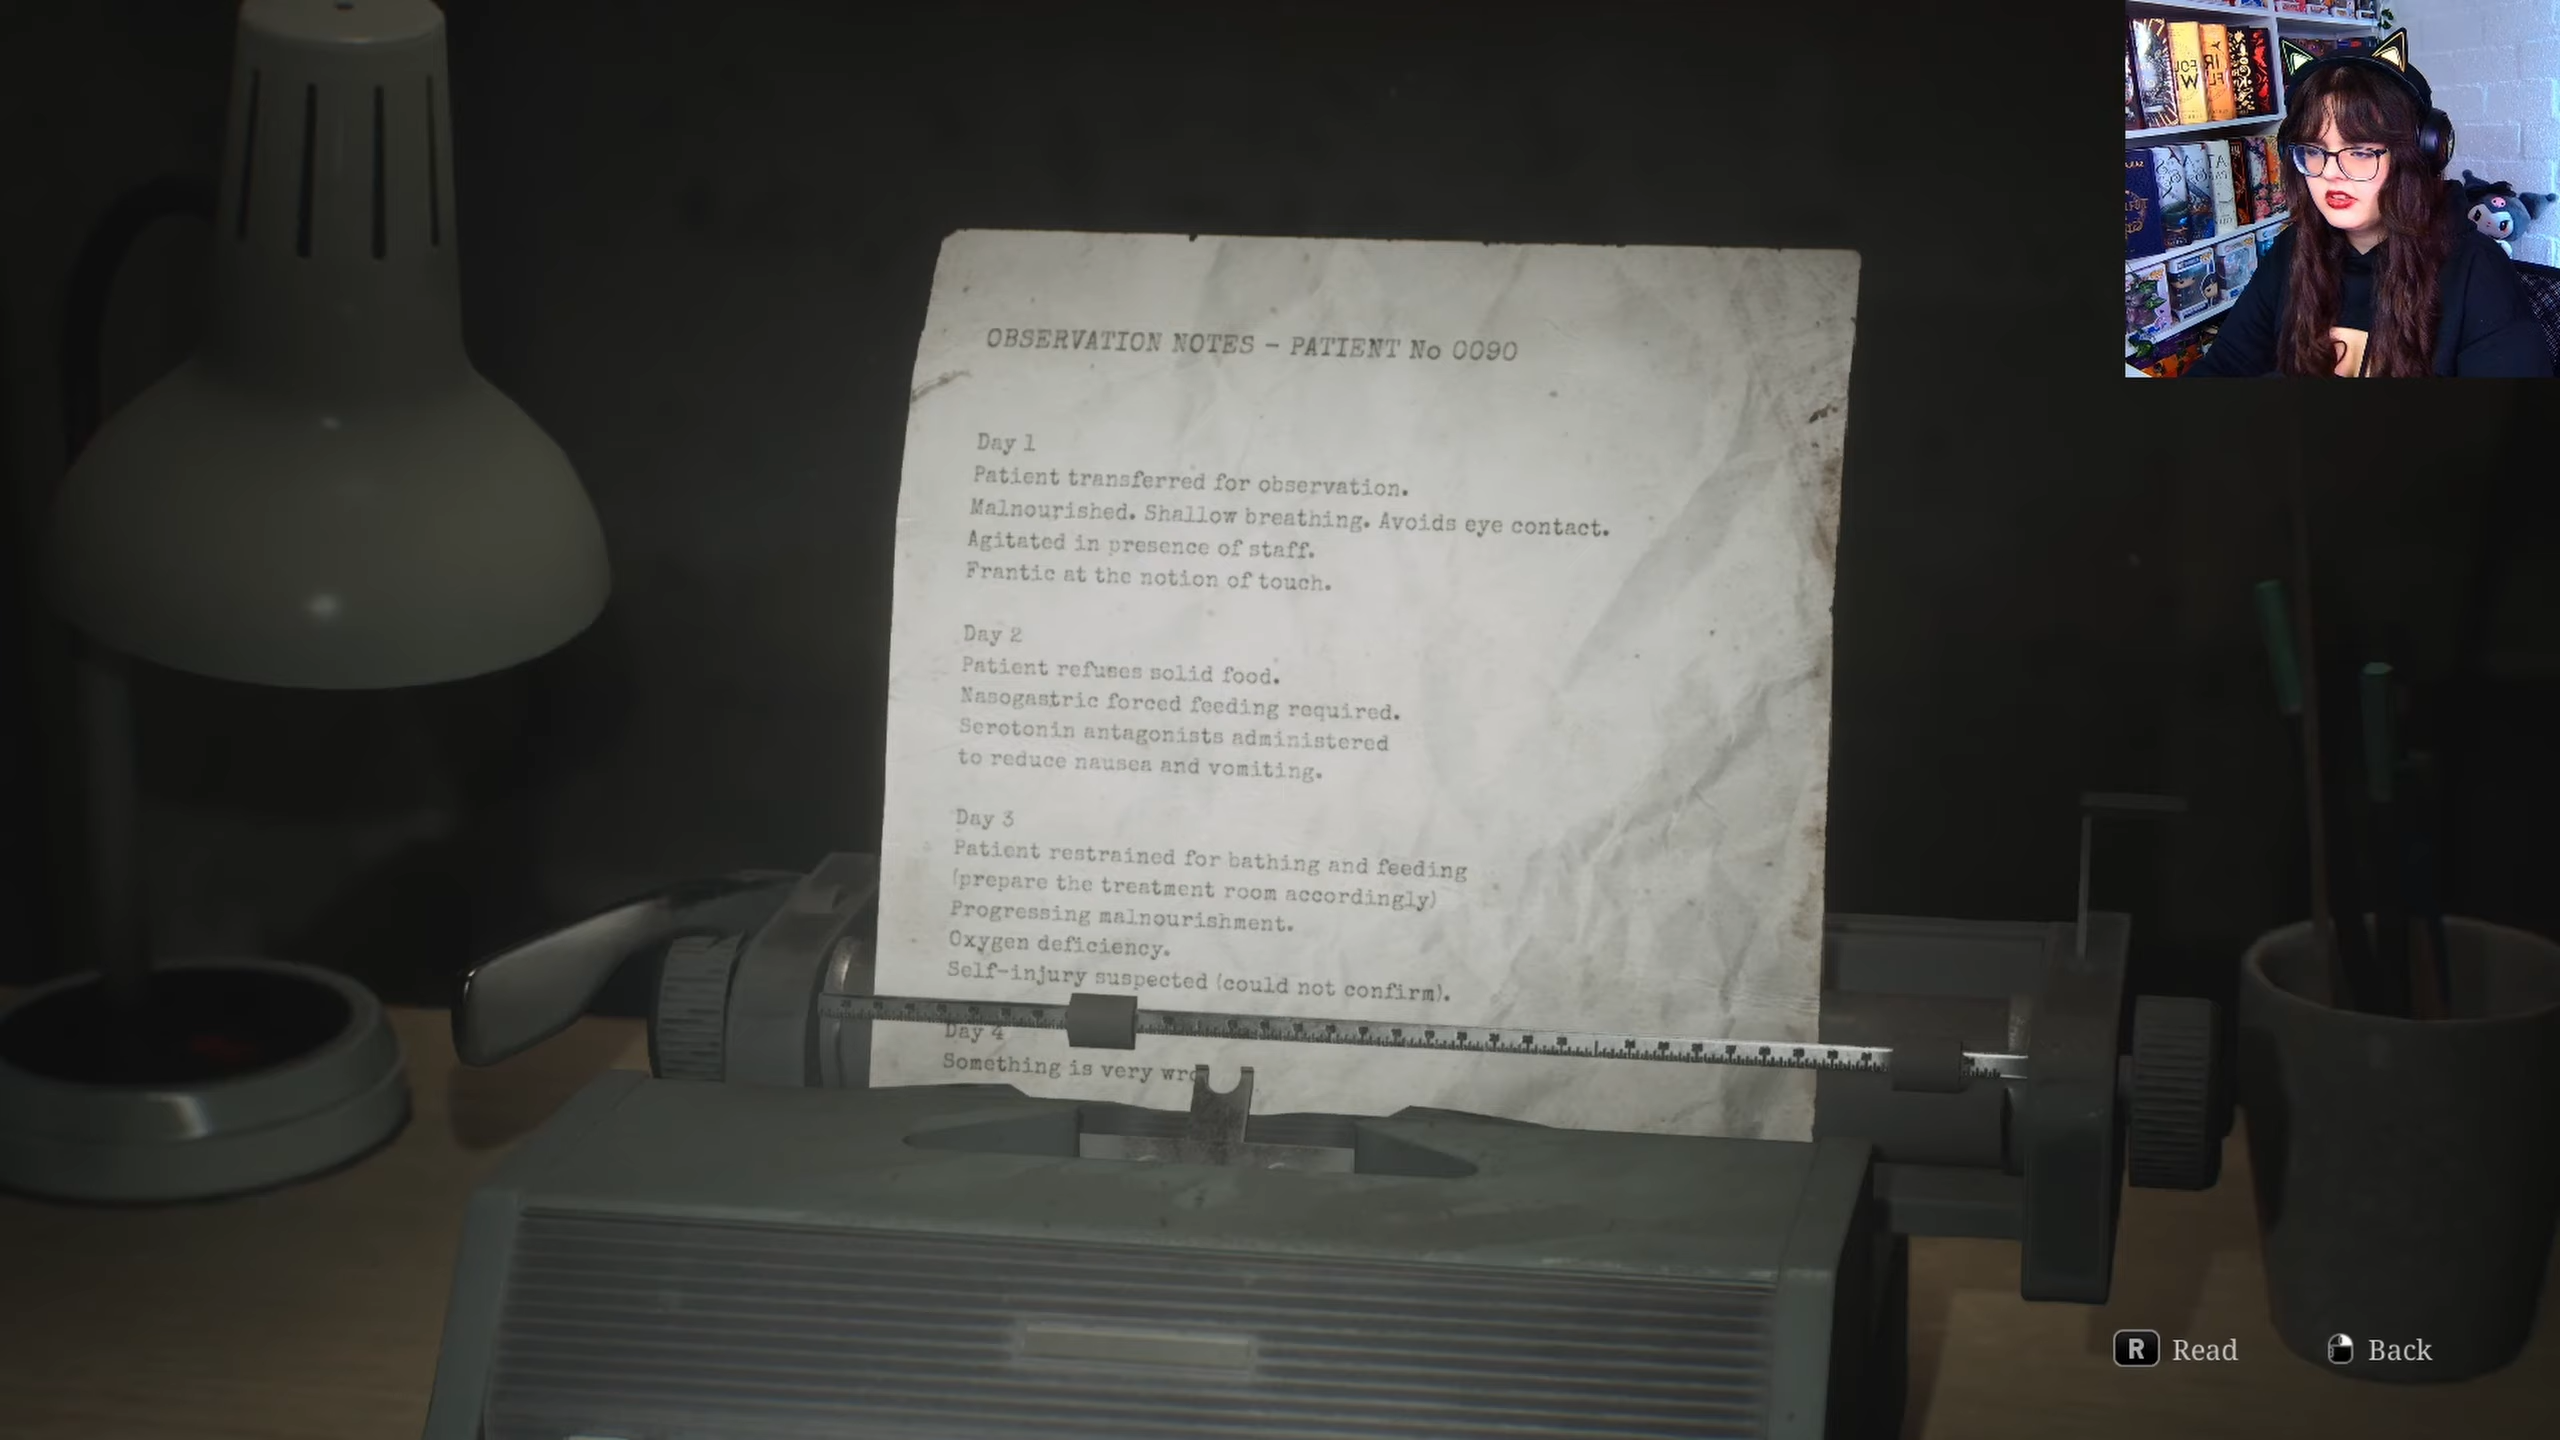 OBSERVATION NOTES - PATIENT No 0090
Day 1
Patient transferred for observation.
Malnourished. Shallow breathing. Avoids eye contact.
Agitated in presence of staff.
Frantic at the notion of touch.
Day 2
Patient refuses solid food.
Nasogastric forced feeding required.
Serotonin antagonists administered
to reduce nausea and vomiting.
Day 3
Patient restrained for bathing and feeding
(prepare the treatment room accordingly)
Progressing malnourishment.
Oxygen deficiency.
Self-injury suspected (could not confirm).
Day 4
Something is very
R Read
Back